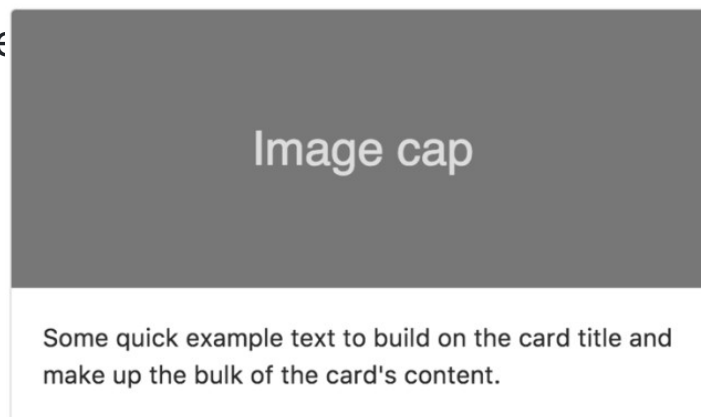 Image cap
Some quick example text to build on the card title and
make up the bulk of the card's content.